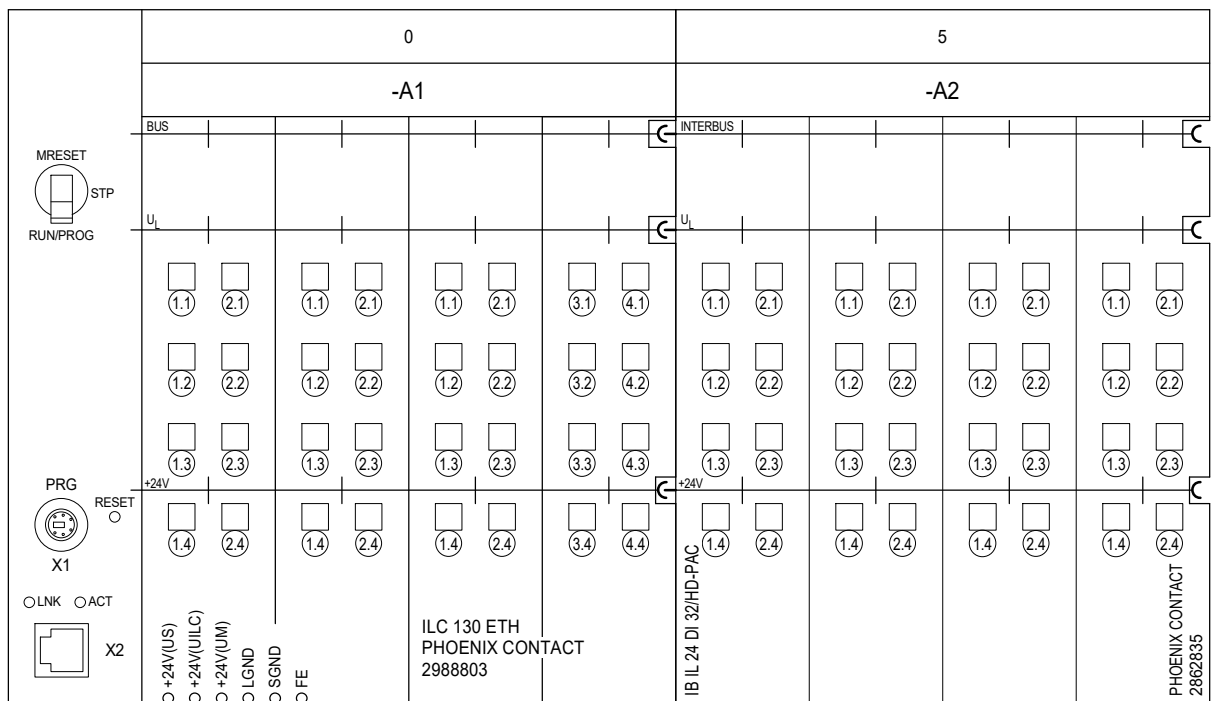 0 5
-A1 -A2
BUS INTERBUS
MRESET
STP
RUN/PROG
UL UL
1.1 2.1 1.1 2.1 1.1 2.1 3.1 4.1 1.1 2.1 1.1 2.1 1.1 2.1 1.1 2.1
1.2 2.2 1.2 2.2 1.2 2.2 3.2 4.2 1.2 2.2 1.2 2.2 1.2 2.2 1.2 2.2
1.3 2.3 1.3 2.3 1.3 2.3 3.3 4.3 1.3 2.3 1.3 2.3 1.3 2.3 1.3 2.3
+24V +24V
PRG
RESET
1.4 2.4 1.4 2.4 1.4 2.4 3.4 4.4 1.4 2.4 1.4 2.4 1.4 2.4 1.4 2.4
X1
LNK ACT
X2
+24V(US)
+24V(UILC)
+24V(UM)
LGND
SGND
FE
ILC 130 ETH
PHOENIX CONTACT
2988803
IB IL 24 DI 32/HD-PAC
PHOENIX CONTACT
2862835